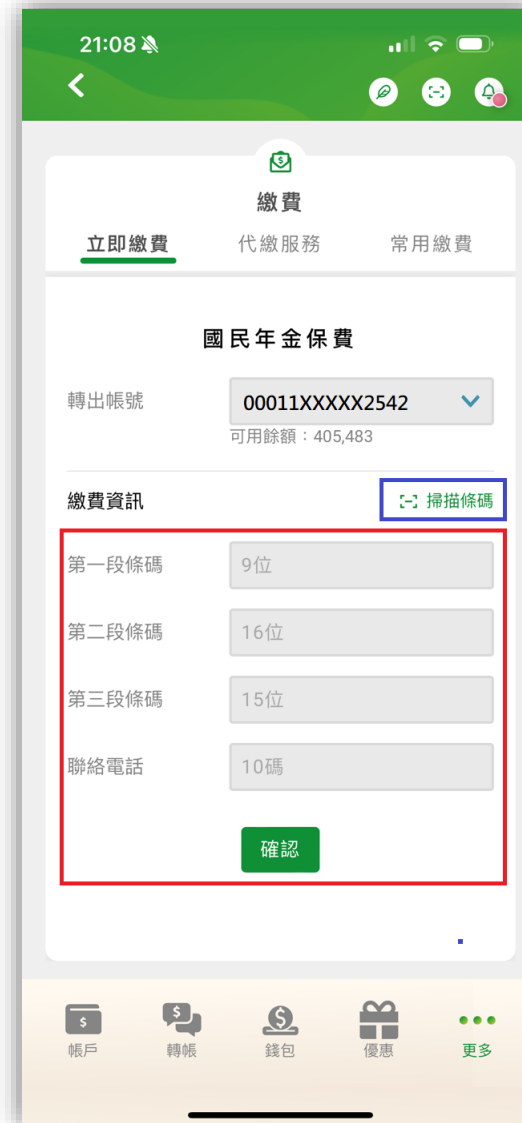 21:08
繳費
立即繳費 代繳服務 常用繳費
國民年金保費
轉出帳號 00011XXXXX2542
可用餘額：405,483
繳費資訊 掃描條碼
第一段條碼 9位
第二段條碼 16位
第三段條碼 15位
聯絡電話 10碼
確認
帳戶 轉帳 錢包 優惠 更多